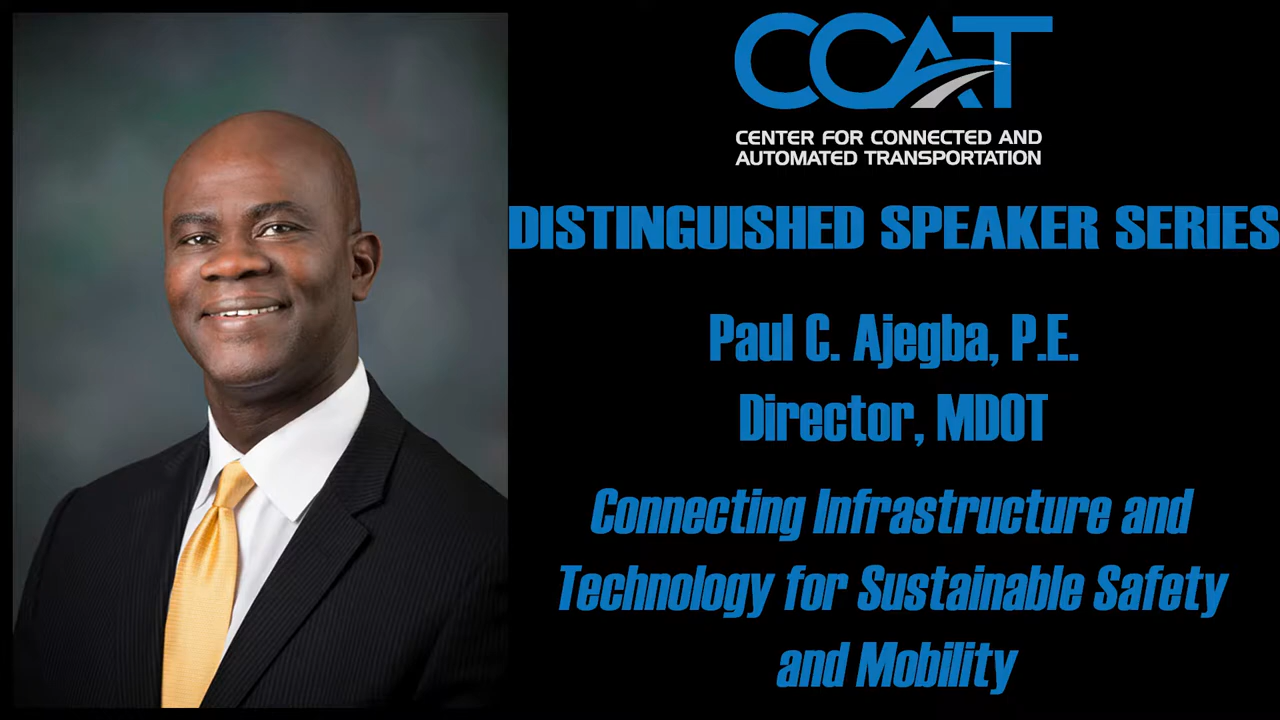 CCAT
CENTER FOR CONNECTED AND
AUTOMATED TRANSPORTATION
DISTINGUISHED SPEAKER SERIES
Paul C. Ajegba, P.E.
Director, MDOT
Connecting Infrastructure and
Technology for Sustainable Safety
and Mobility